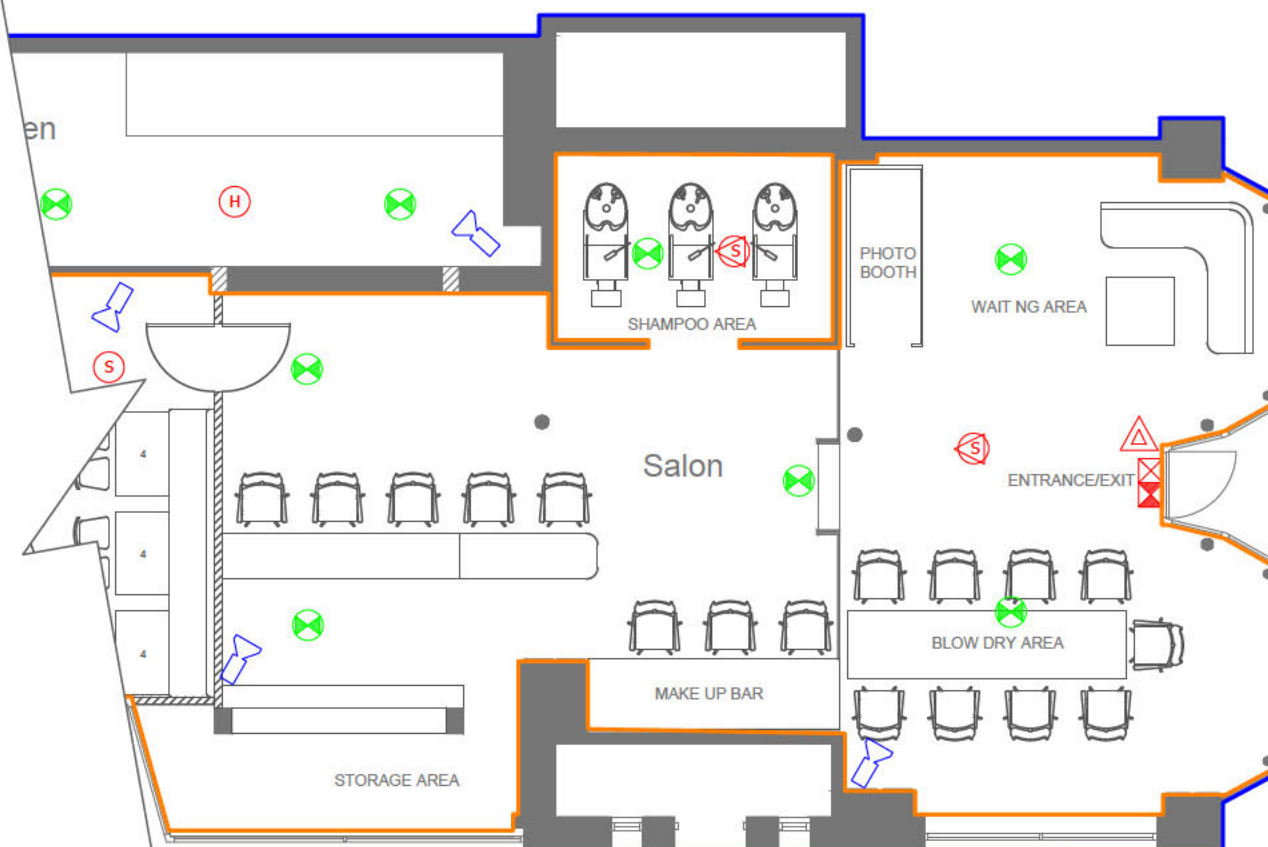 en
H
S
PHOTO
BOOTH
WAIT NG AREA
SHAMPOO AREA
S
4
Salon
S
ENTRANCE/EXIT
4
4
BLOW DRY AREA
MAKE UP BAR
STORAGE AREA